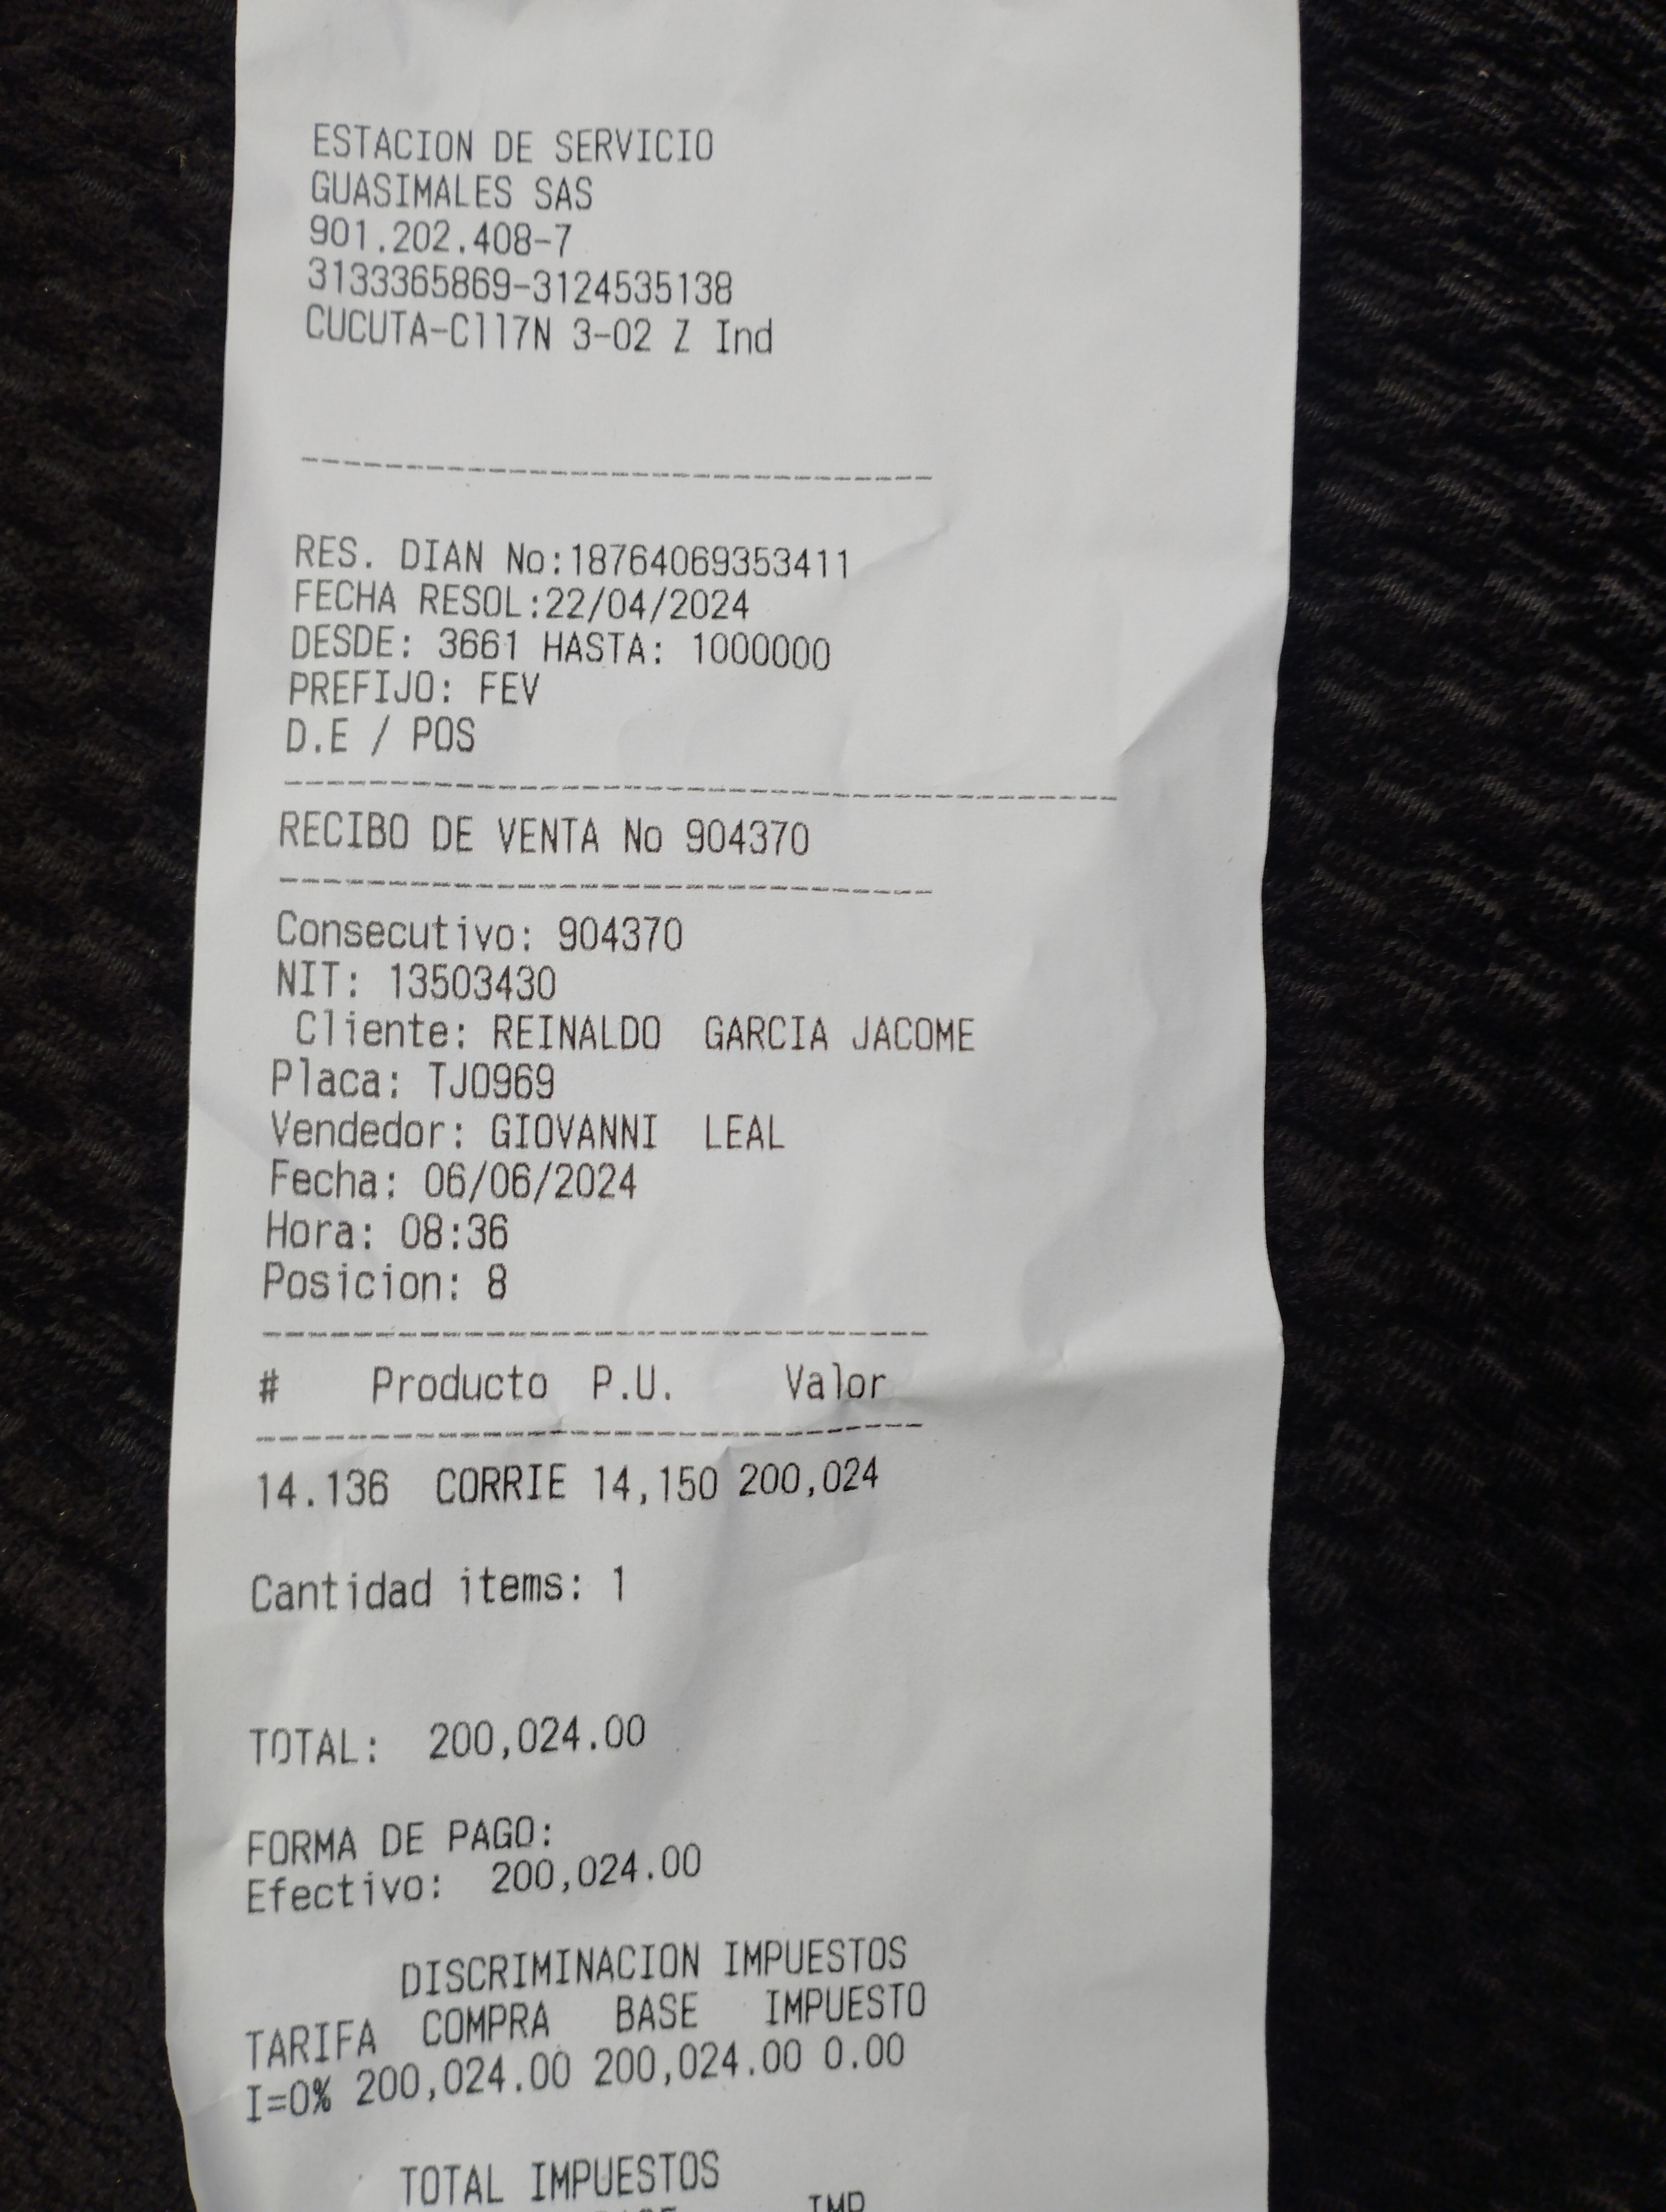 ESTACION DE SERVICIO
GUASIMALES SAS
901.202.408-7
3133365869-3124535138
CUCUTA-Cl17N 3-02 Z Ind
RES. DIAN No:18764069353411
FECHA RESOL:22/04/2024
DESDE: 3661 HASTA: 1000000
PREFIJO: FEV
D.E / POS
RECIBO DE VENTA No 904370
Consecutivo: 904370
NIT: 13503430
Cliente: REINALDO GARCIA JACOME
Placa: TJO969
Vendedor: GIOVANNI LEAL
Fecha: 06/06/2024
Hora: 08:36
Posicion: 8
# Producto P.U. Valor
14.136 CORRIE 14,150 200,024
Cantidad items: 1
TOTAL: 200,024.00
FORMA DE PAGO:
Efectivo: 200,024.00
DISCRIMINACION IMPUESTOS
TARIFA COMPRA BASE IMPUESTO
I=0% 200,024.00 200,024.00 0.00
TOTAL IMPUESTOS